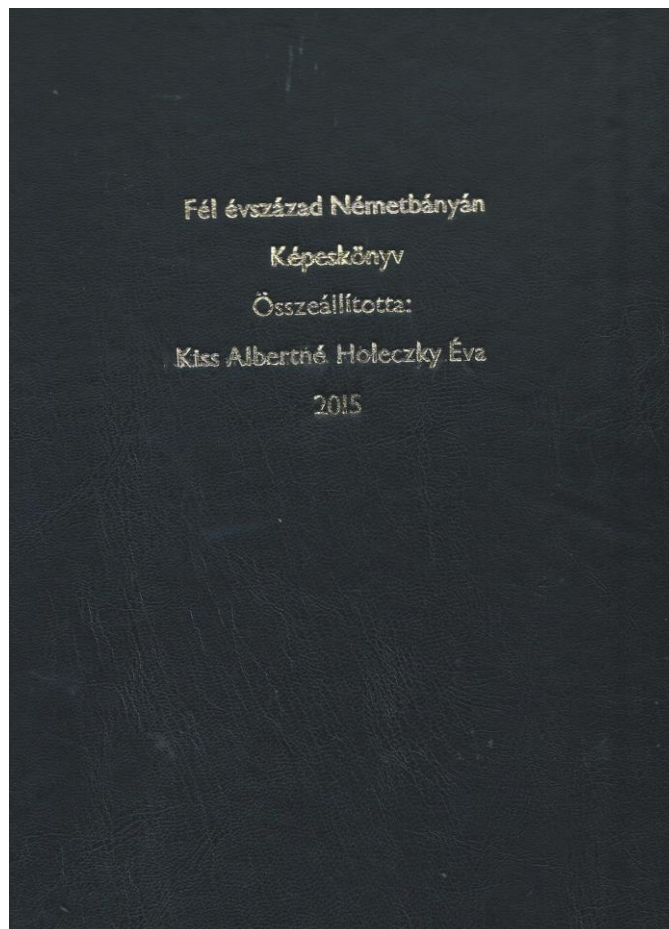 Fél évszázad Németbányán
Képeskönyv
Összeállította:
Kiss Albertné Holeczky Éva
2015